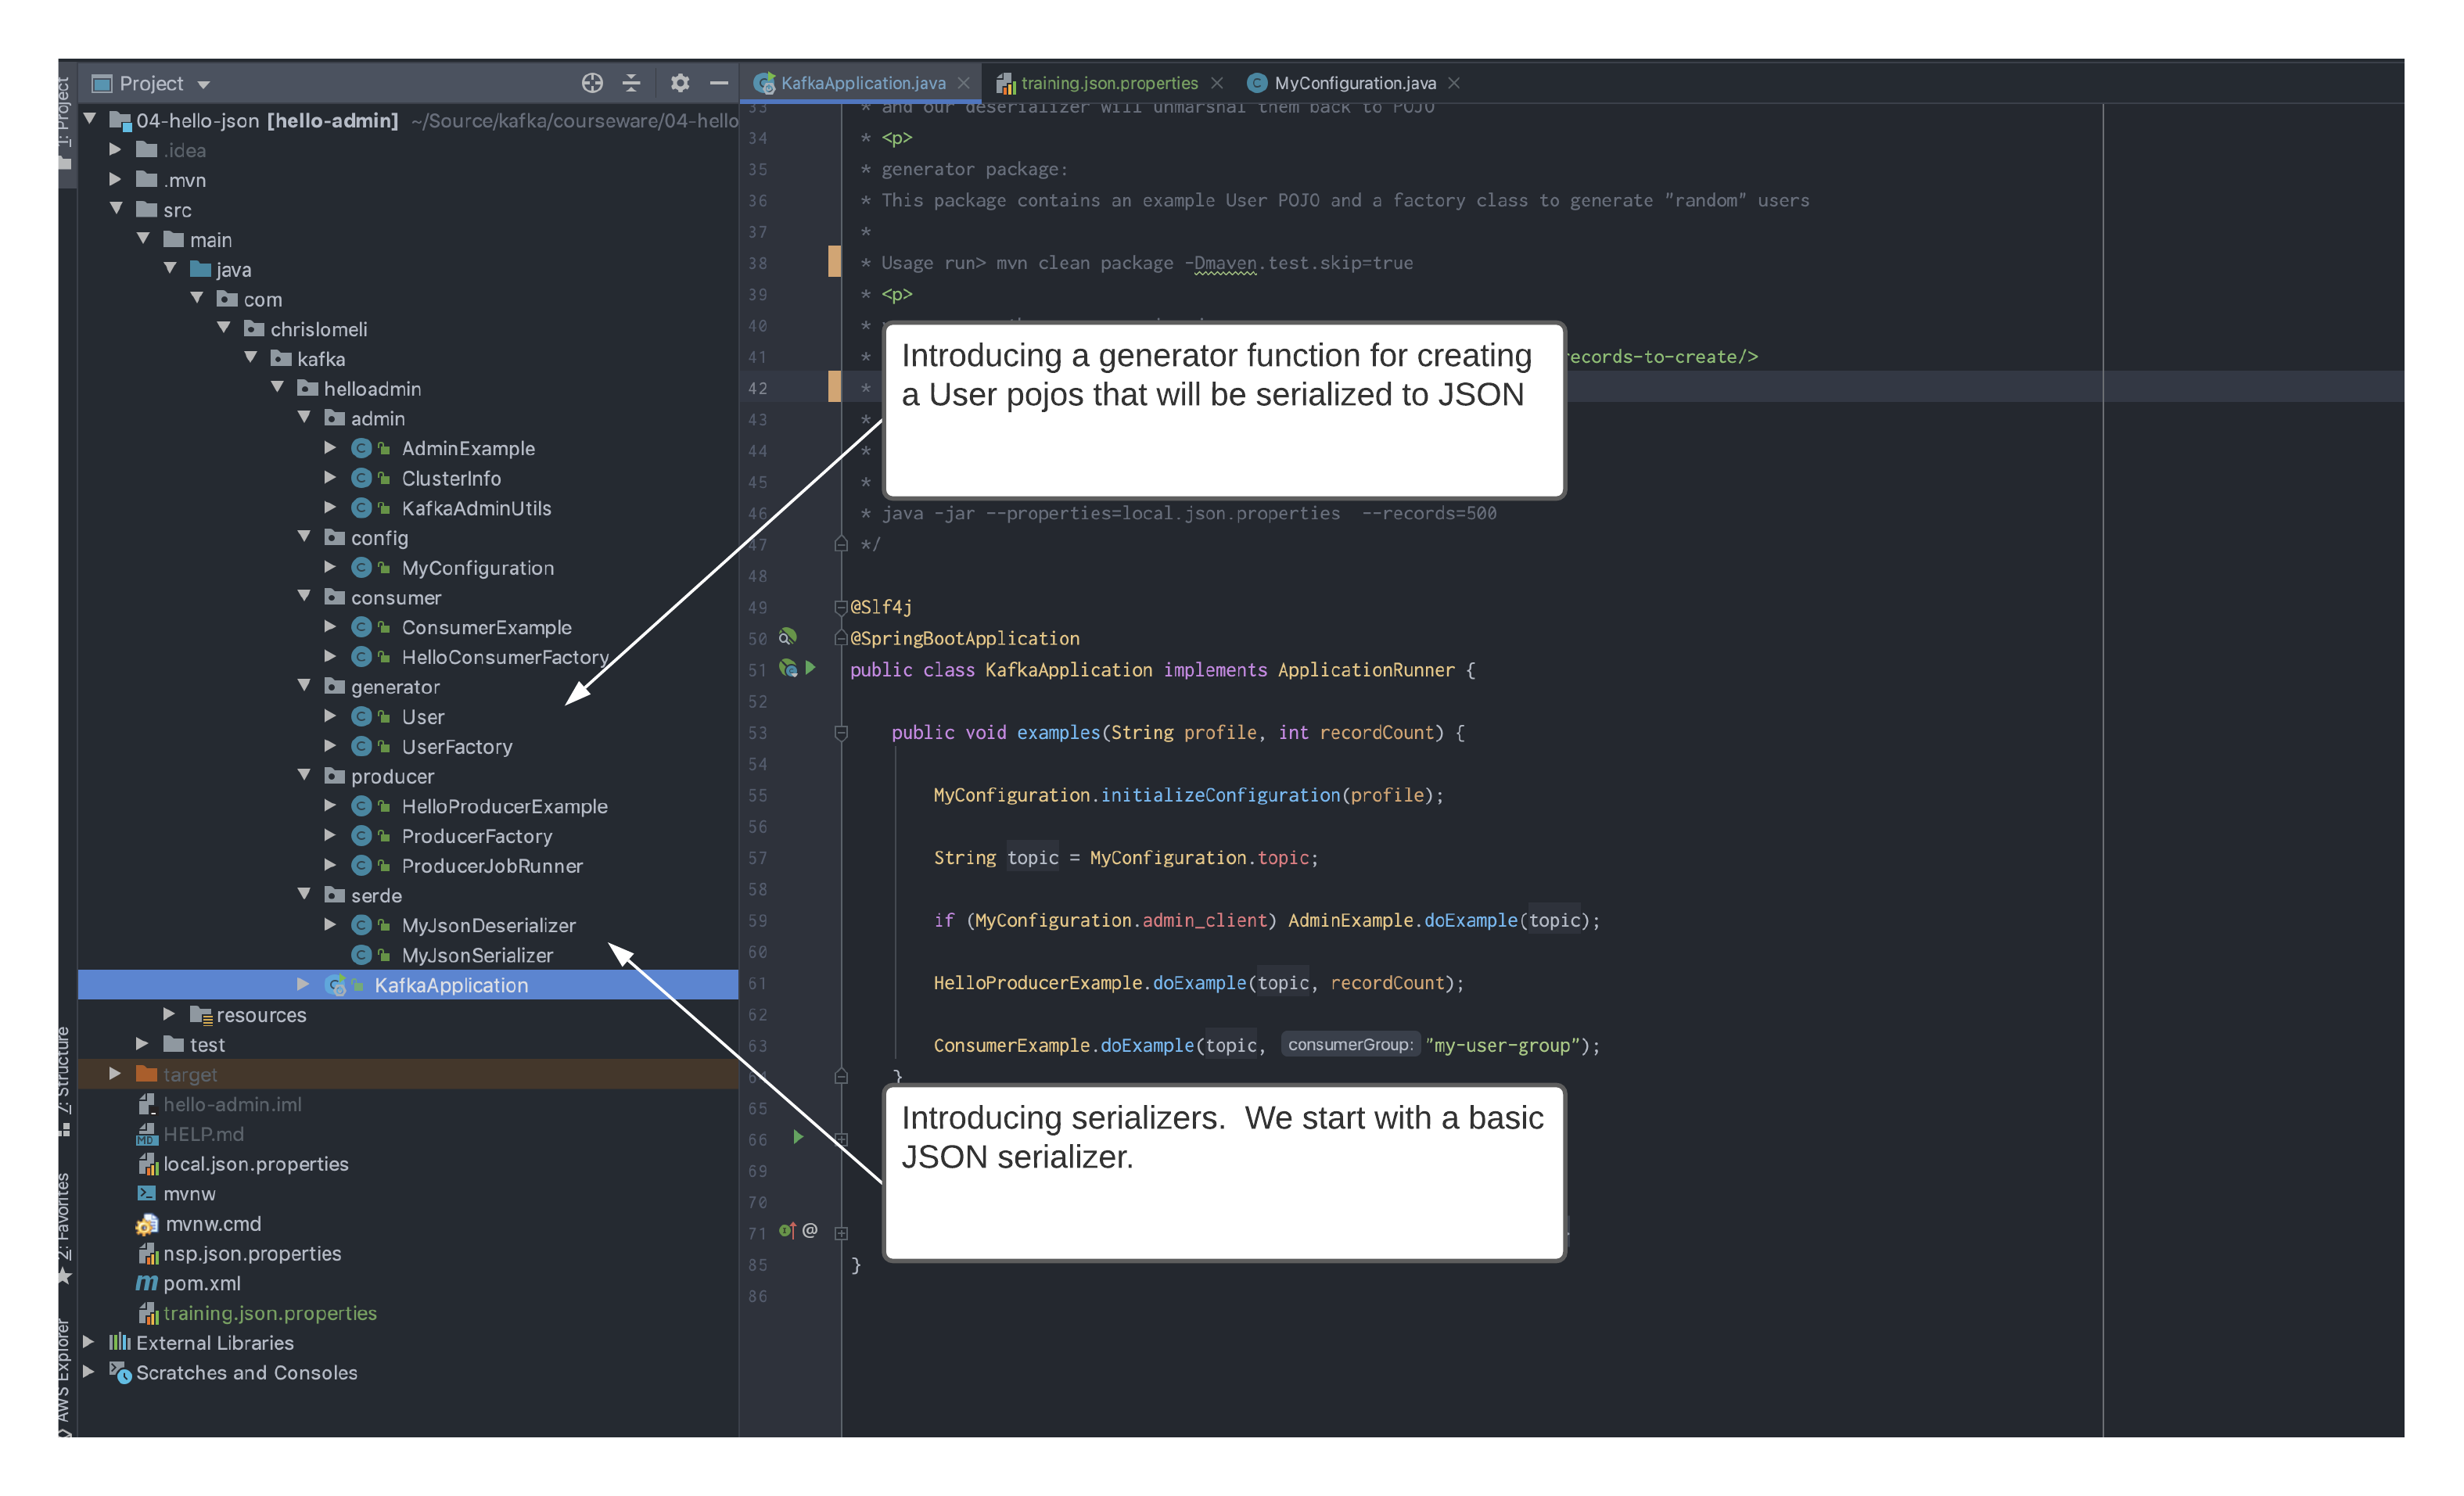 Project
KafkaApplication.java
training.json.properties
MyConfiguration.java
1: Project
04-hello-json [hello-admin] ~/Source/kafka/courseware/04-hello
.idea
.mvn
src
main
java
com
chrislomeli
kafka
helloadmin
admin
AdminExample
ClusterInfo
KafkaAdminUtils
config
MyConfiguration
consumer
ConsumerExample
HelloConsumerFactory
generator
User
UserFactory
producer
HelloProducerExample
ProducerFactory
ProducerJobRunner
serde
MyJsonDeserializer
MyJsonSerializer
KafkaApplication
resources
test
target
hello-admin.iml
HELP.md
local.json.properties
mvnw
mvnw.cmd
nsp.json.properties
pom.xml
training.json.properties
External Libraries
Scratches and Consoles
7: Structure
2: Favorites
AWS Explorer
33 * and our deserializer will unmarshal them back to POJO
34 * <p>
35 * generator package:
36 * This package contains an example User POJO and a factory class to generate "random" users
37 *
38 * Usage run> mvn clean package -Dmaven.test.skip=true
39 * <p>
40 *
41 * ecords-to-create/>
42 *
43 *
44 *
45 *
46 * java -jar --properties=local.json.properties --records=500
47 */
48
49 @Slf4j
50 @SpringBootApplication
51 public class KafkaApplication implements ApplicationRunner {
52
53 public void examples(String profile, int recordCount) {
54
55 MyConfiguration.initializeConfiguration(profile);
56
57 String topic = MyConfiguration.topic;
58
59 if (MyConfiguration.admin_client) AdminExample.doExample(topic);
60
61 HelloProducerExample.doExample(topic, recordCount);
62
63 ConsumerExample.doExample(topic, consumerGroup: "my-user-group");
64 }
65
66
69
70
71 @
85 }
86
Introducing a generator function for creating
a User pojos that will be serialized to JSON
Introducing serializers. We start with a basic
JSON serializer.